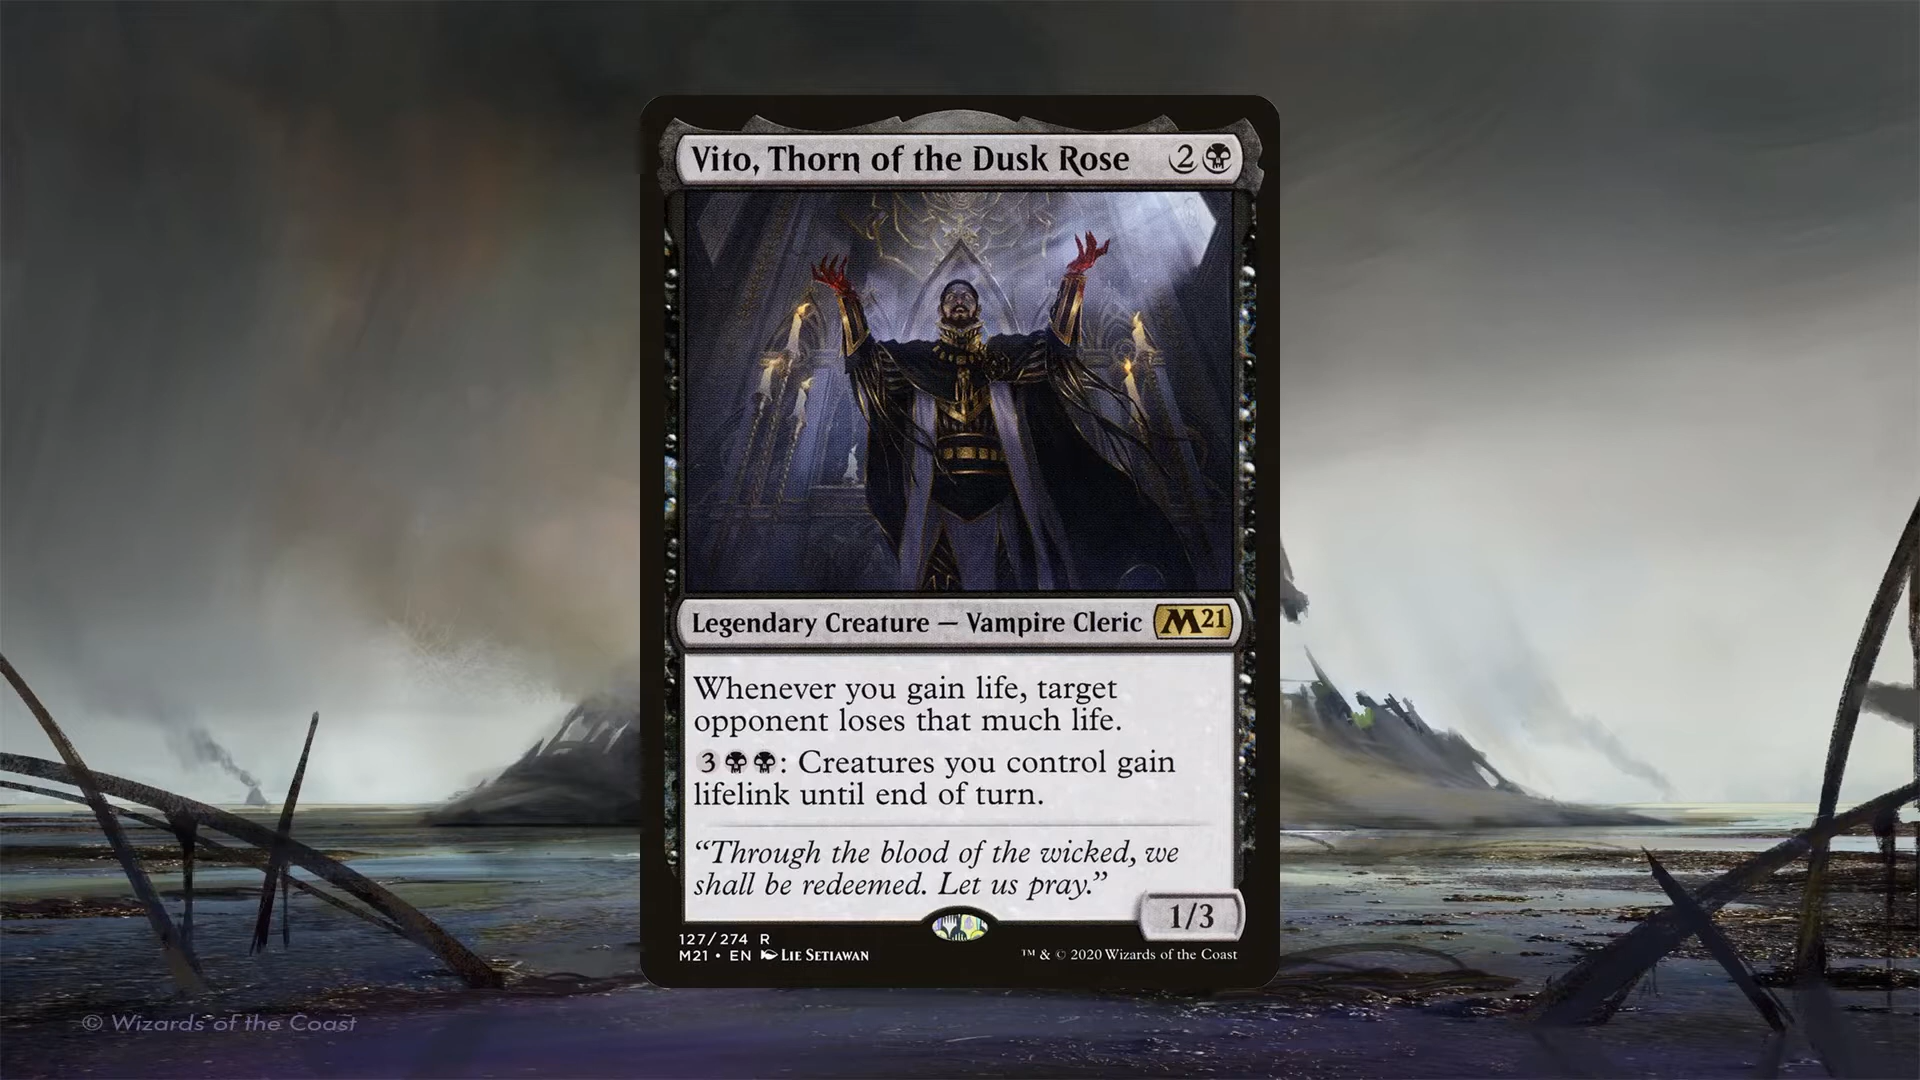 Vito, Thorn of the Dusk Rose 2
Legendary Creature — Vampire Cleric M21
Whenever you gain life, target
opponent loses that much life.
3: Creatures you control gain
lifelink until end of turn.
“Through the blood of the wicked, we
shall be redeemed. Let us pray.”
1/3
127/274 R
M21 • EN Lie Setiawan
™ & © 2020 Wizards of the Coast
© Wizards of the Coast